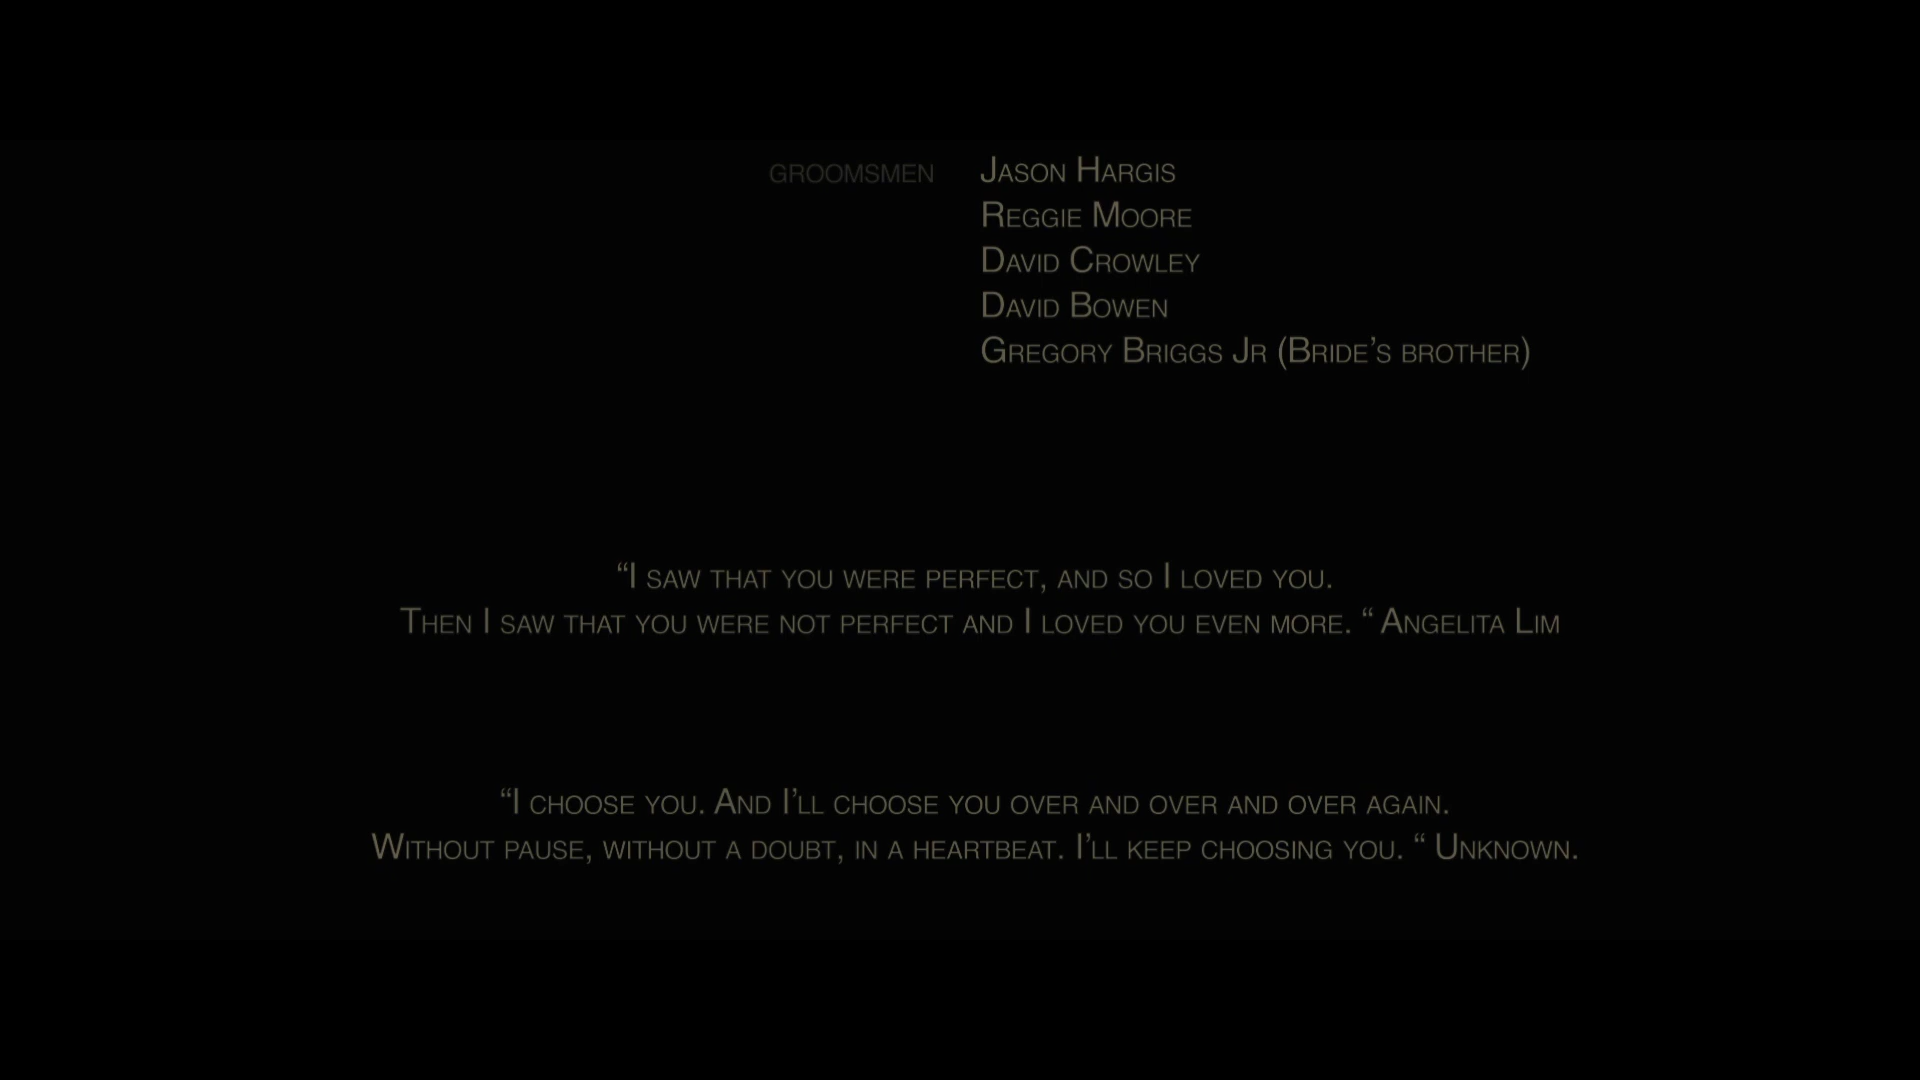 GROOMSMEN Jason Hargis
Reggie Moore
David Crowley
David Bowen
Gregory Briggs Jr (Bride’s brother)
“I saw that you were perfect, and so I loved you.
Then I saw that you were not perfect and I loved you even more. “ Angelita Lim
“I choose you. And I’ll choose you over and over and over again.
Without pause, without a doubt, in a heartbeat. I’ll keep choosing you. “ Unknown.